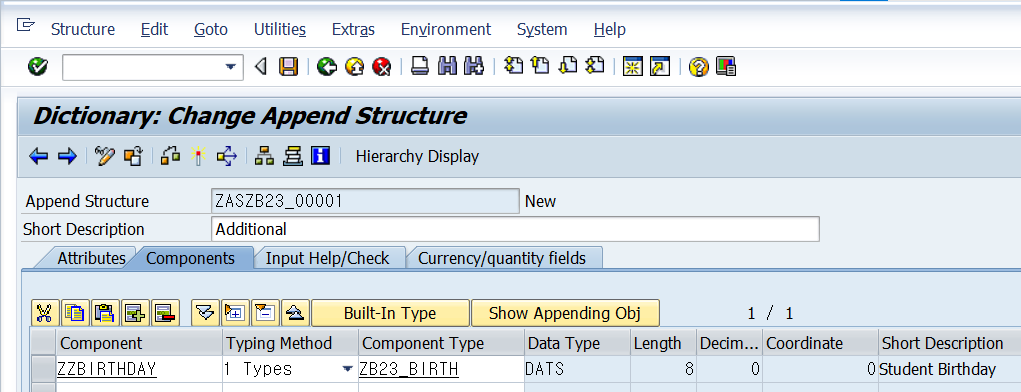 Structure Edit Goto Utilities Extras Environment System Help
Dictionary: Change Append Structure
Hierarchy Display
Append Structure ZASZB23_00001 New
Short Description Additional
Attributes Components Input Help/Check Currency/quantity fields
Built-In Type Show Appending Obj 1 / 1
Component Typing Method Component Type Data Type Length Decim... Coordinate Short Description
ZZBIRTHDAY 1 Types ZB23_BIRTH DATS 8 0 0 Student Birthday